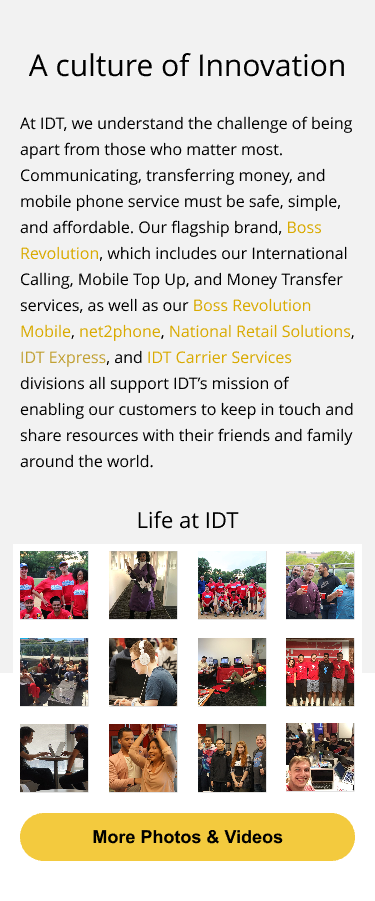 A culture of Innovation
At IDT, we understand the challenge of being
apart from those who matter most.
Communicating, transferring money, and
mobile phone service must be safe, simple,
and affordable. Our flagship brand, Boss
Revolution, which includes our International
Calling, Mobile Top Up, and Money Transfer
services, as well as our Boss Revolution
Mobile, net2phone, National Retail Solutions,
IDT Express, and IDT Carrier Services
divisions all support IDT’s mission of
enabling our customers to keep in touch and
share resources with their friends and family
around the world.
Life at IDT
More Photos & Videos